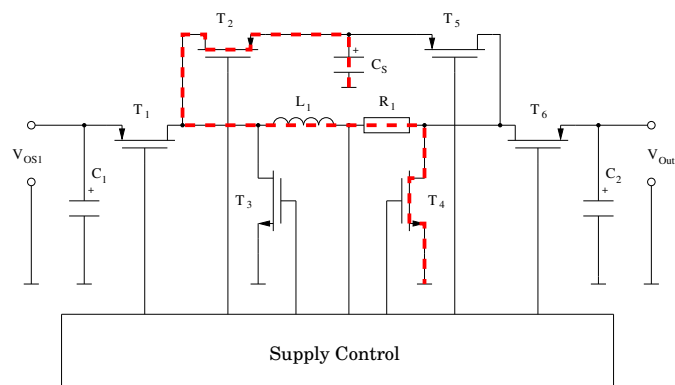 T2
T5
+
CS
T1
L1
R1
T6
VOS1
C1
+
T3
T4
C2
+
VOut
Supply Control